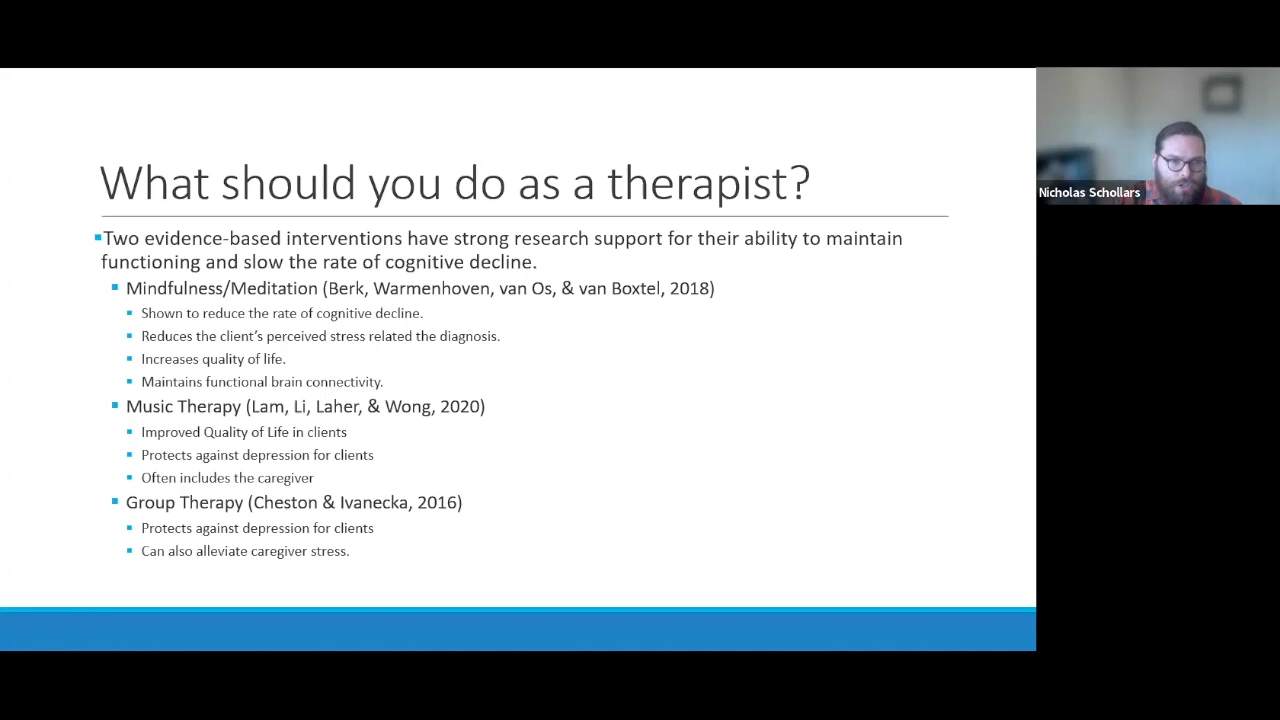 What should you do as a therapist?
Two evidence-based interventions have strong research support for their ability to maintain
functioning and slow the rate of cognitive decline.
Mindfulness/Meditation (Berk, Warmenhoven, van Os, & van Boxtel, 2018)
Shown to reduce the rate of cognitive decline.
Reduces the client's perceived stress related the diagnosis.
Increases quality of life.
Maintains functional brain connectivity.
Music Therapy (Lam, Li, Laher, & Wong, 2020)
Improved Quality of Life in clients
Protects against depression for clients
Often includes the caregiver
Group Therapy (Cheston & Ivanecka, 2016)
Protects against depression for clients
Can also alleviate caregiver stress.
Nicholas Schollars